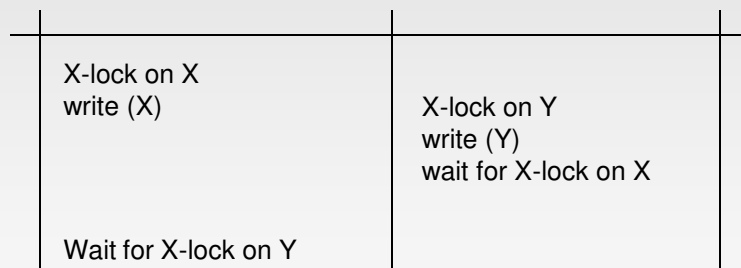 X-lock on X
write (X)
X-lock on Y
write (Y)
wait for X-lock on X
Wait for X-lock on Y